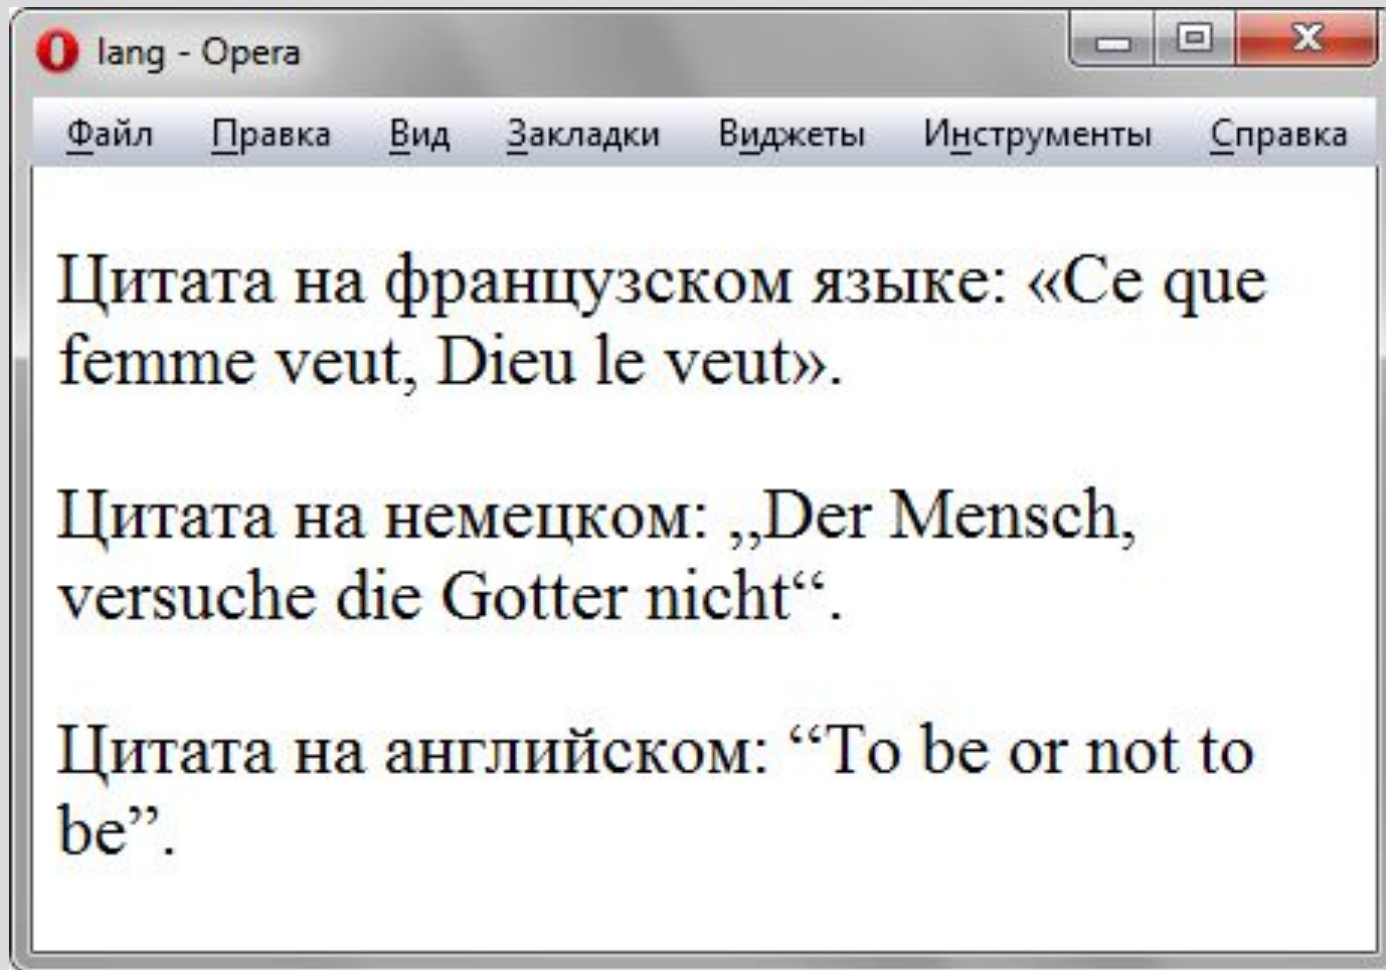 lang - Opera
Файл Правка Вид Закладки Виджеты Инструменты Справка
Цитата на французском языке: «Ce que
femme veut, Dieu le veut».
Цитата на немецком: „Der Mensch,
versuche die Gotter nicht“.
Цитата на английском: “To be or not to
be”.